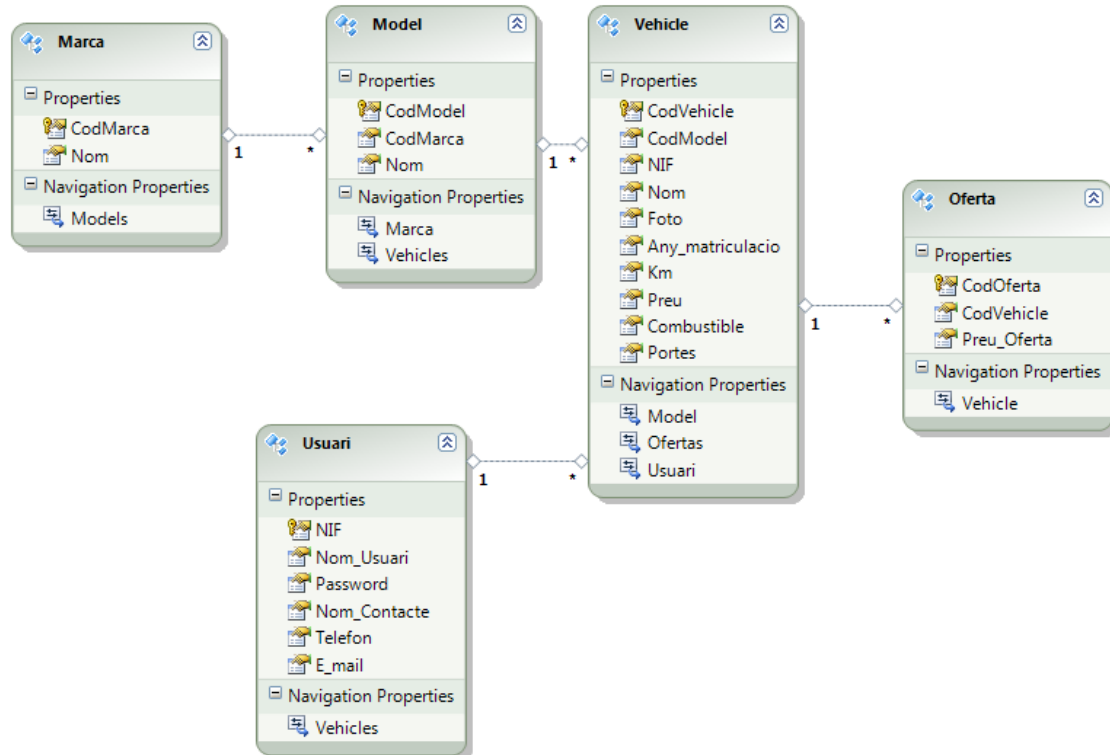 Marca
Properties
CodMarca
Nom
Navigation Properties
Models
1
*
Model
Properties
CodModel
CodMarca
Nom
Navigation Properties
Marca
Vehicles
1
*
Vehicle
Properties
CodVehicle
CodModel
NIF
Nom
Foto
Any_matriculacio
Km
Preu
Combustible
Portes
Navigation Properties
Model
Ofertas
Usuari
1
*
Oferta
Properties
CodOferta
CodVehicle
Preu_Oferta
Navigation Properties
Vehicle
Usuari
Properties
NIF
Nom_Usuari
Password
Nom_Contacte
Telefon
E_mail
Navigation Properties
Vehicles
1
*